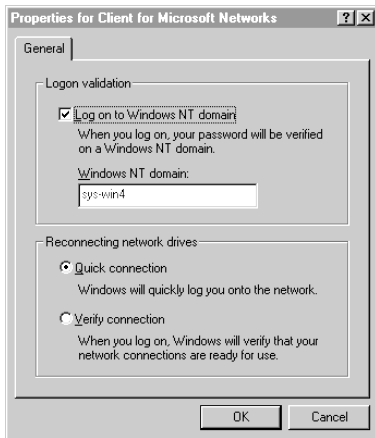 Properties for Client for Microsoft Networks
General
Logon validation
Log on to Windows NT domain
When you log on, your password will be verified
on a Windows NT domain.
Windows NT domain:
sys-win4
Reconnecting network drives
Quick connection
Windows will quickly log you onto the network.
Verify connection
When you log on, Windows will verify that your
network connections are ready for use.
OK Cancel